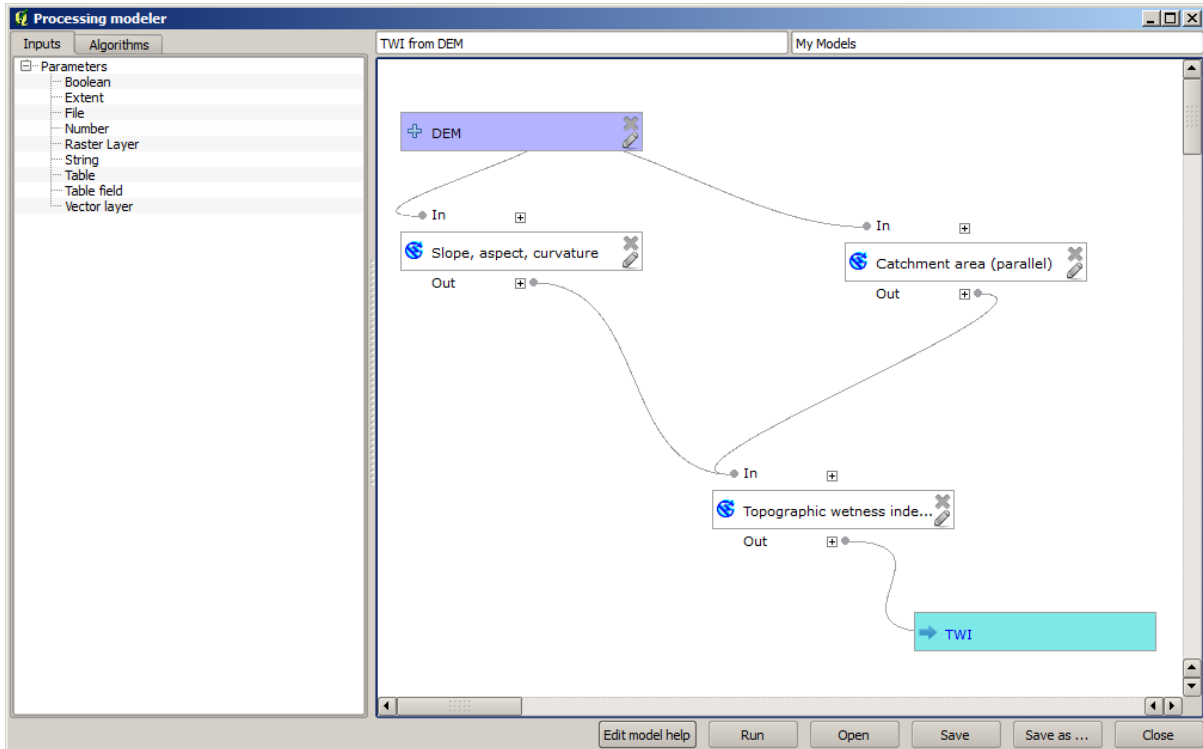 Processing modeler
Inputs
Algorithms
TWI from DEM
My Models
Parameters
Boolean
Extent
File
Number
Raster Layer
String
Table
Table field
Vector layer
DEM
In
Slope, aspect, curvature
Out
In
Catchment area (parallel)
Out
In
Topographic wetness inde...
Out
TWI
Edit model help
Run
Open
Save
Save as ...
Close